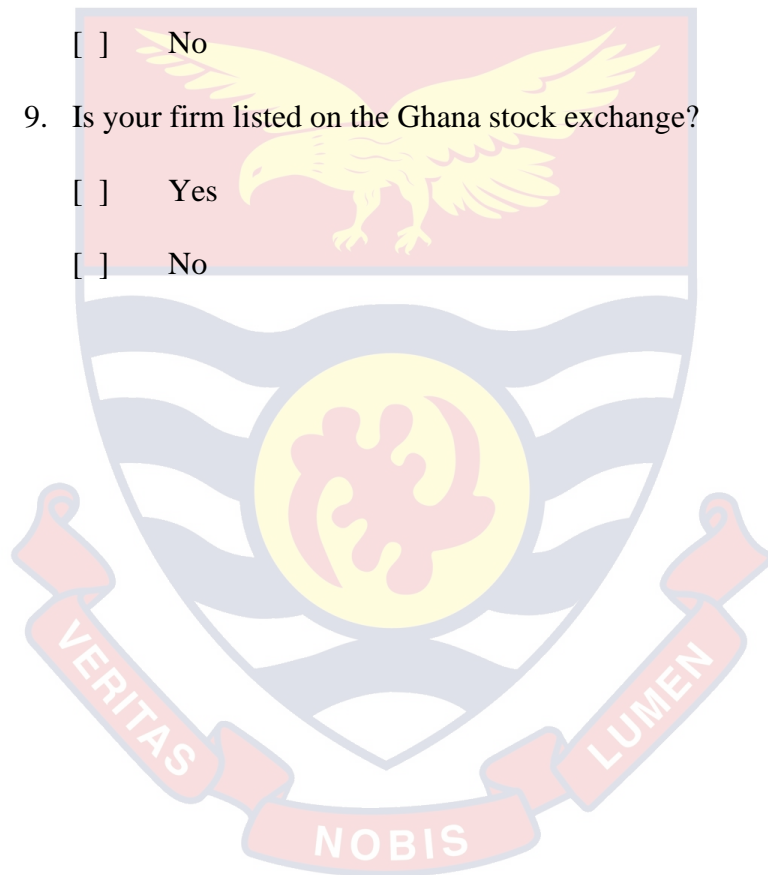 [ ] No
9. Is your firm listed on the Ghana stock exchange?
[ ] Yes
[ ] No
VERITAS
NOBIS
LUMEN